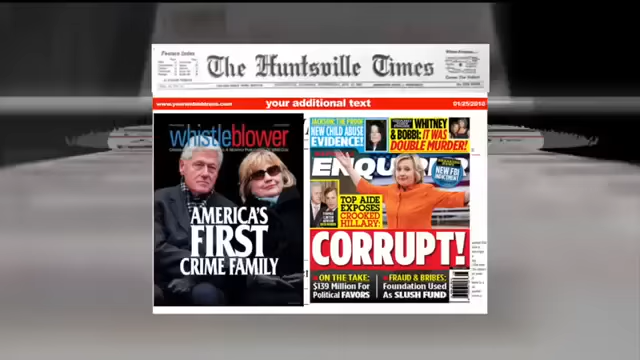 The Huntsville Times
your additional text
01/25/2018
whistleblower
AMERICA'S
FIRST
CRIME FAMILY
JACKSON: THE PROOF
NEW CHILD ABUSE
EVIDENCE!
WHITNEY
& BOBBI: IT WAS
DOUBLE MURDER!
ENQUIRER
NEW FBI
INDICTMENT
TOP AIDE
EXPOSES
CROOKED
HILLARY:
CORRUPT!
ON THE TAKE:
$139 Million For
Political FAVORS
FRAUD & BRIBES:
Foundation Used
As SLUSH FUND